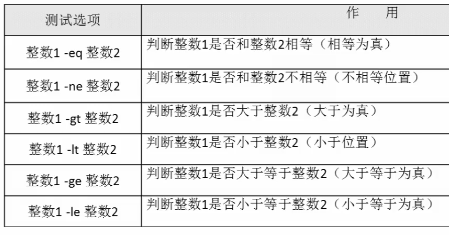 测试选项 作 用
整数1 -eq 整数2 判断整数1是否和整数2相等（相等为真）
整数1 -ne 整数2 判断整数1是否和整数2不相等（不相等位置）
整数1 -gt 整数2 判断整数1是否大于整数2（大于为真）
整数1 -lt 整数2 判断整数1是否小于整数2（小于位置）
整数1 -ge 整数2 判断整数1是否大于等于整数2（大于等于为真）
整数1 -le 整数2 判断整数1是否小于等于整数2（小于等于为真）